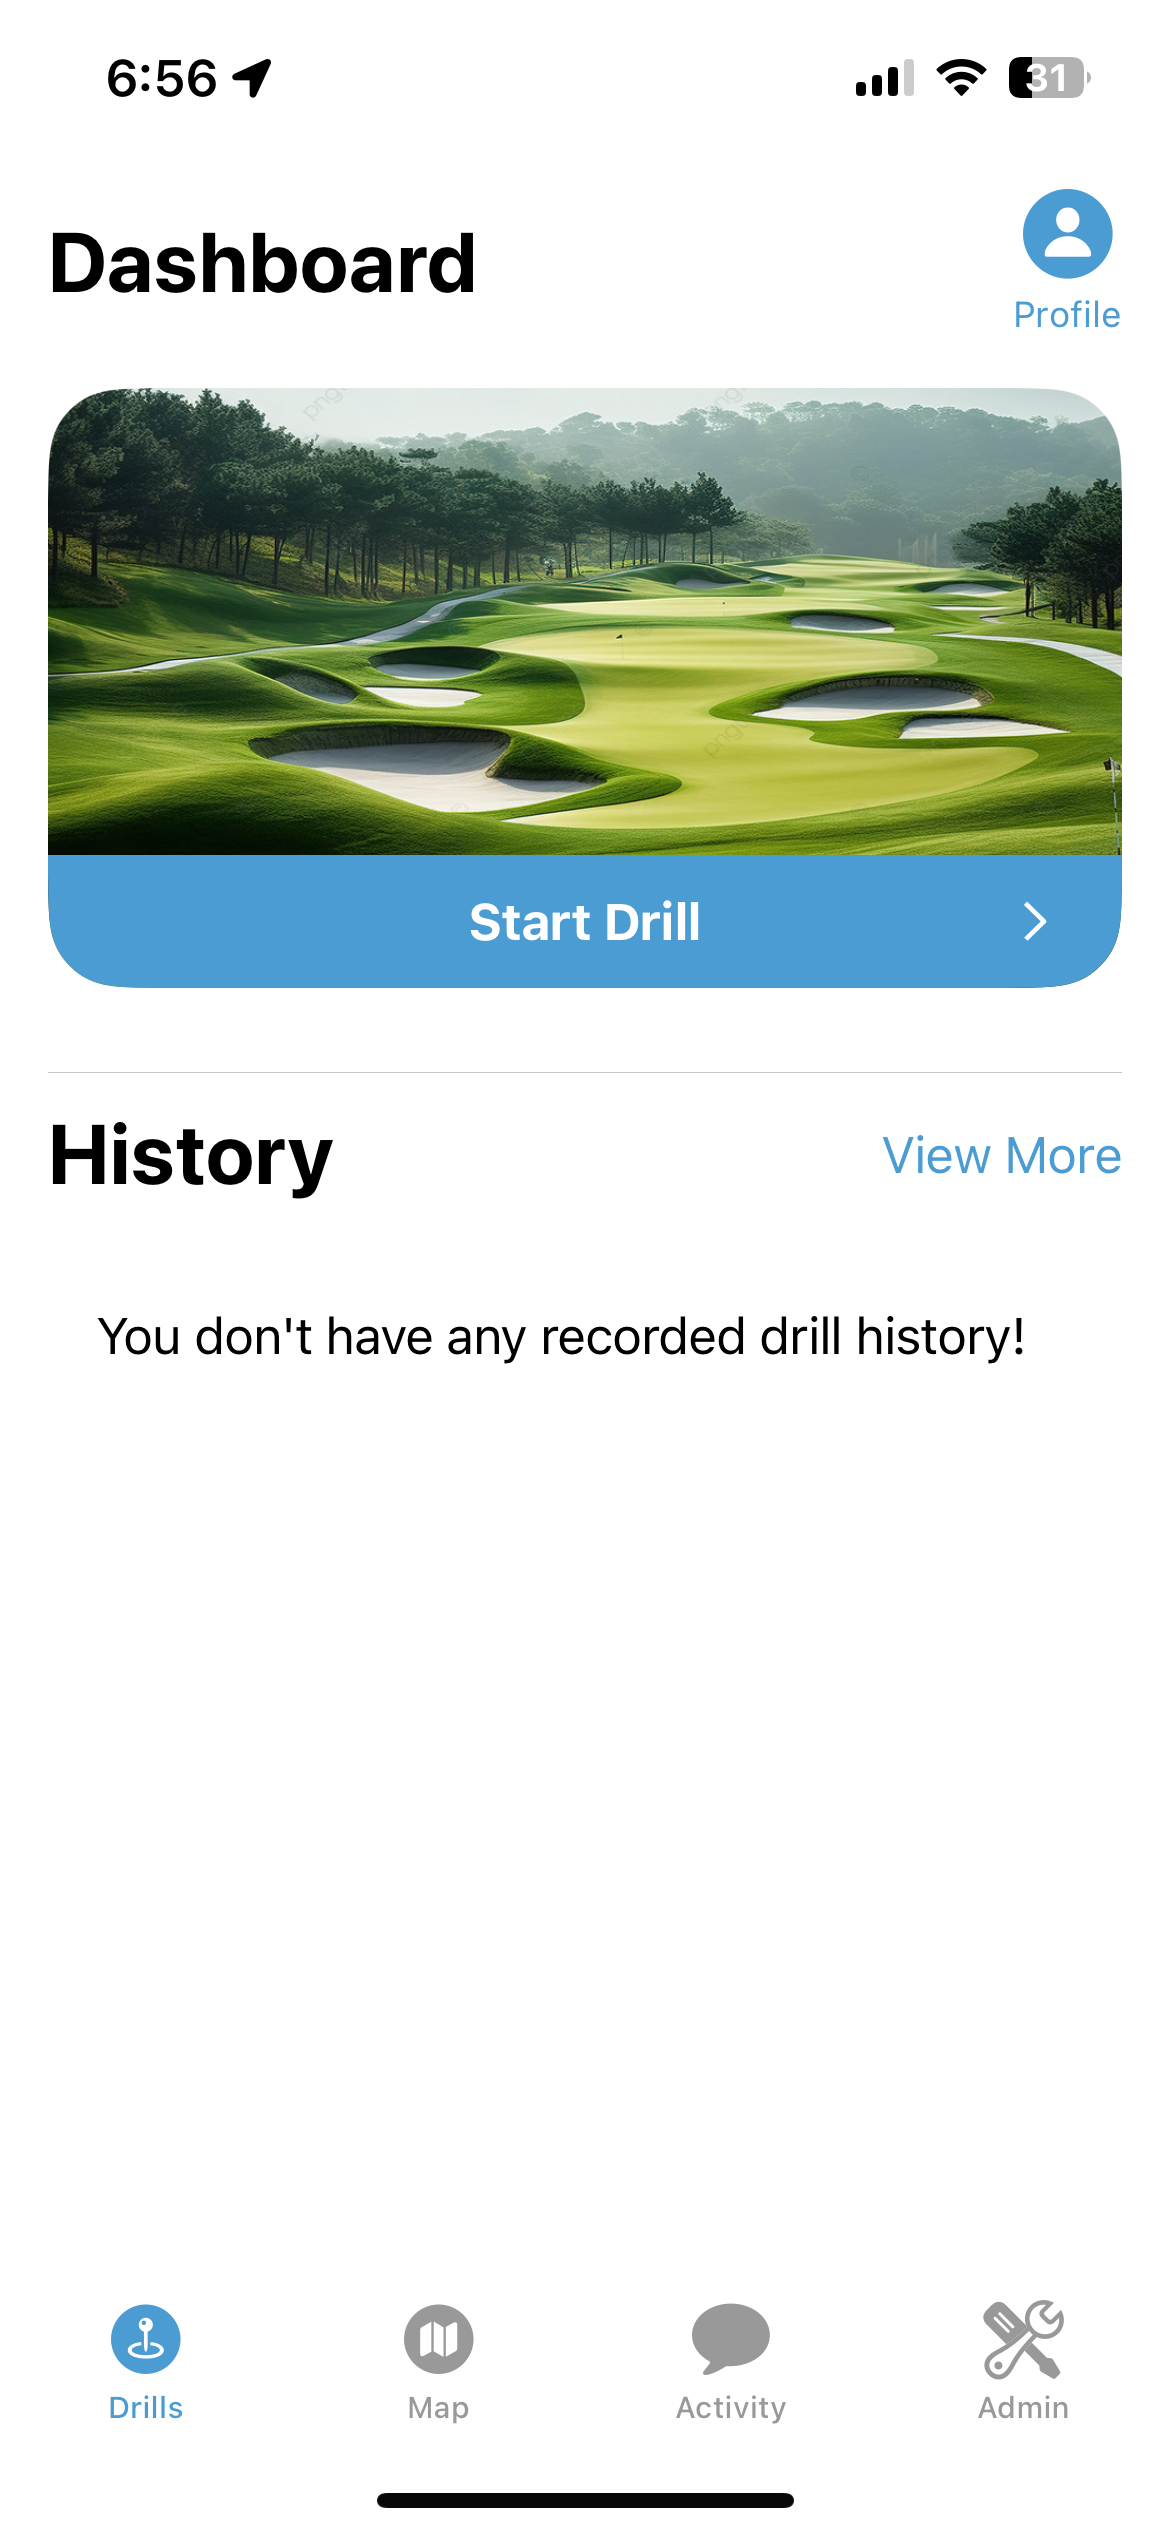 6:56
31
Dashboard
Profile
Start Drill
History
View More
You don't have any recorded drill history!
Drills
Map
Activity
Admin